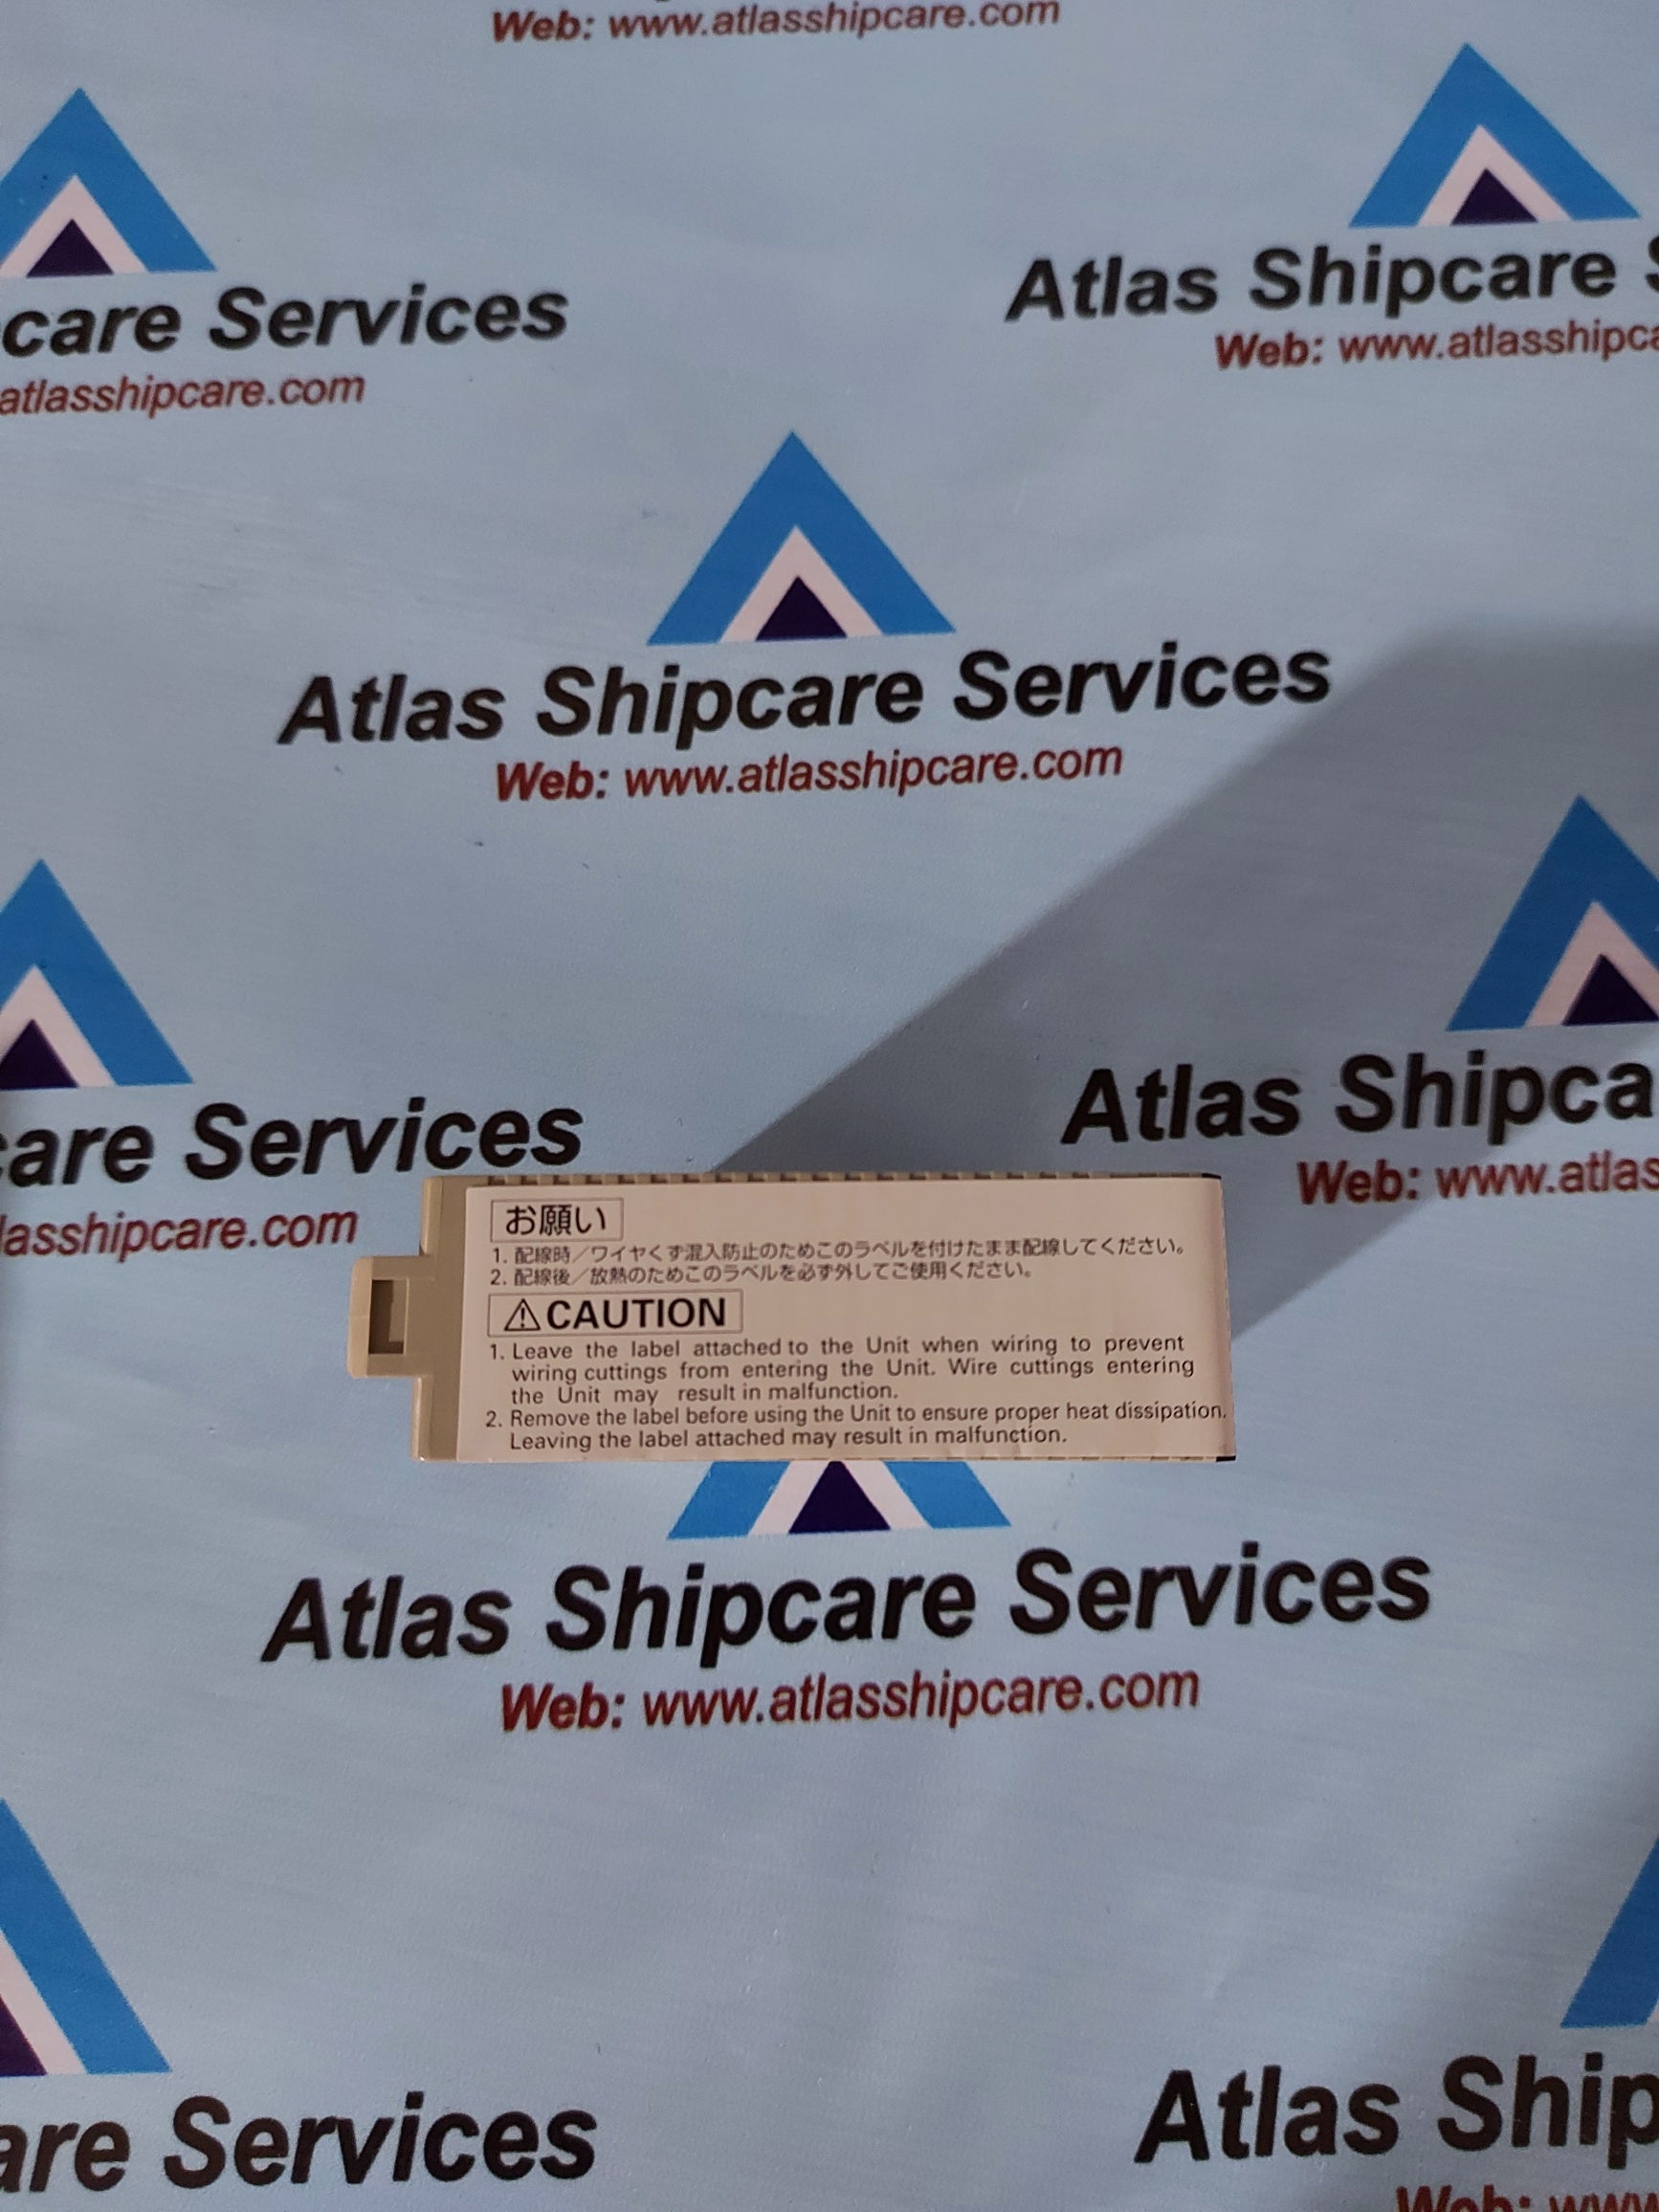 Web: www.atlasshipcare.com
care Services
atlasshipcare.com
Atlas Shipcare S
Web: www.atlasshipca
Atlas Shipcare Services
Web: www.atlasshipcare.com
care Services
lasshipcare.com
Atlas Shipca
Web: www.atlas
お願い
1. 配線時／ワイヤくず混入防止のためこのラベルを付けたまま配線してください。
2. 配線後／放熱のためこのラベルを必ず外してご使用ください。
⚠CAUTION
1. Leave the label attached to the Unit when wiring to prevent
wiring cuttings from entering the Unit. Wire cuttings entering
the Unit may result in malfunction.
2. Remove the label before using the Unit to ensure proper heat dissipation.
Leaving the label attached may result in malfunction.
Atlas Shipcare Services
Web: www.atlasshipcare.com
are Services
Atlas Ship
Web: www